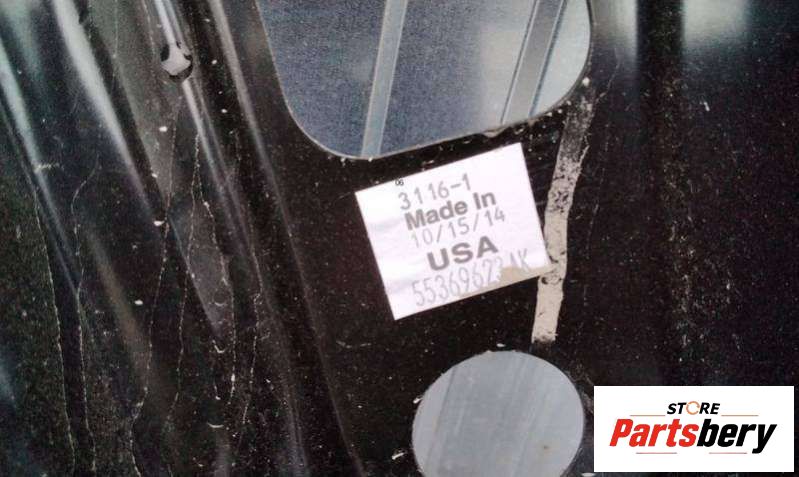 06
3116-1
Made In
10/15/14
USA
55369623AK
STORE
Partsbery